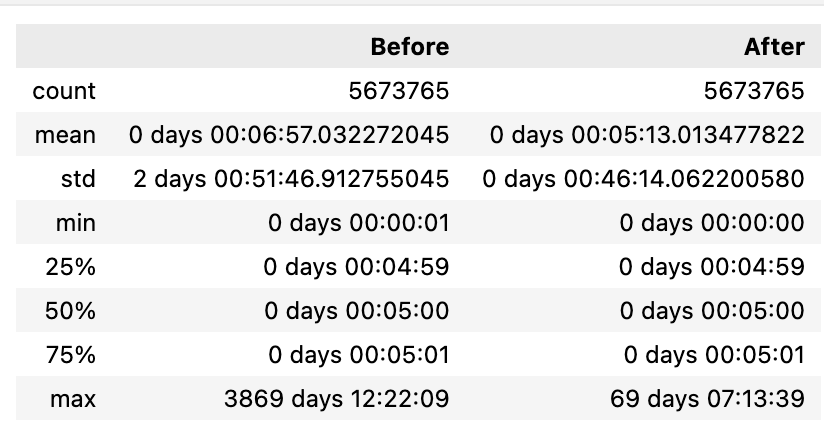 Before After
count 5673765 5673765
mean 0 days 00:06:57.032272045 0 days 00:05:13.013477822
std 2 days 00:51:46.912755045 0 days 00:46:14.062200580
min 0 days 00:00:01 0 days 00:00:00
25% 0 days 00:04:59 0 days 00:04:59
50% 0 days 00:05:00 0 days 00:05:00
75% 0 days 00:05:01 0 days 00:05:01
max 3869 days 12:22:09 69 days 07:13:39